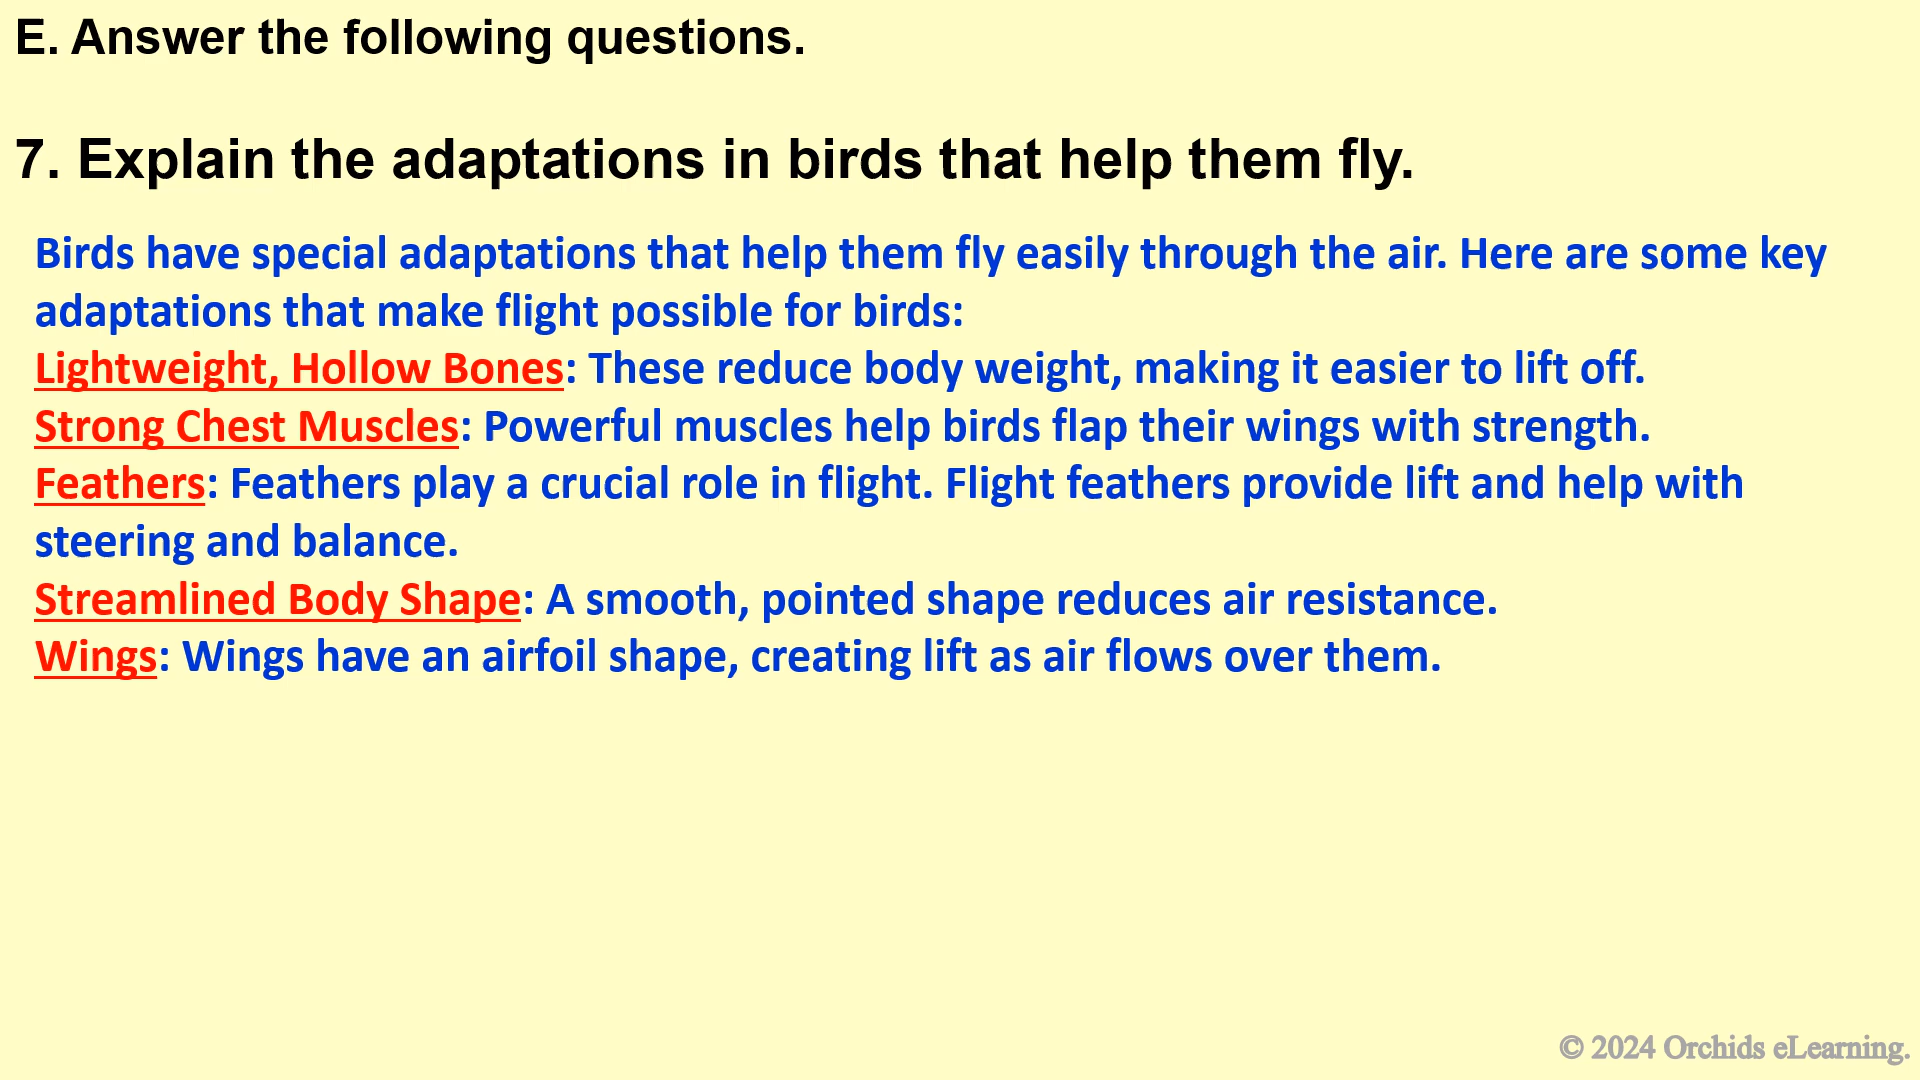 E. Answer the following questions.
7. Explain the adaptations in birds that help them fly.
Birds have special adaptations that help them fly easily through the air. Here are some key
adaptations that make flight possible for birds:
Lightweight, Hollow Bones: These reduce body weight, making it easier to lift off.
Strong Chest Muscles: Powerful muscles help birds flap their wings with strength.
Feathers: Feathers play a crucial role in flight. Flight feathers provide lift and help with
steering and balance.
Streamlined Body Shape: A smooth, pointed shape reduces air resistance.
Wings: Wings have an airfoil shape, creating lift as air flows over them.
© 2024 Orchids eLearning.